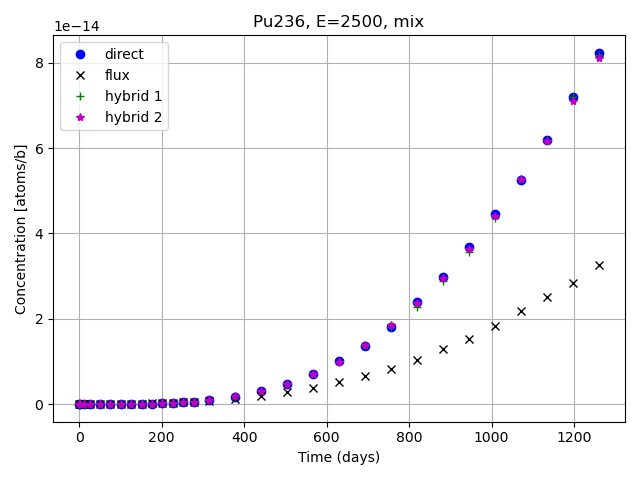 Pu236, E=2500, mix
1e−14
direct
flux
hybrid 1
hybrid 2
8
6
4
2
0
Concentration [atoms/b]
0 200 400 600 800 1000 1200
Time (days)